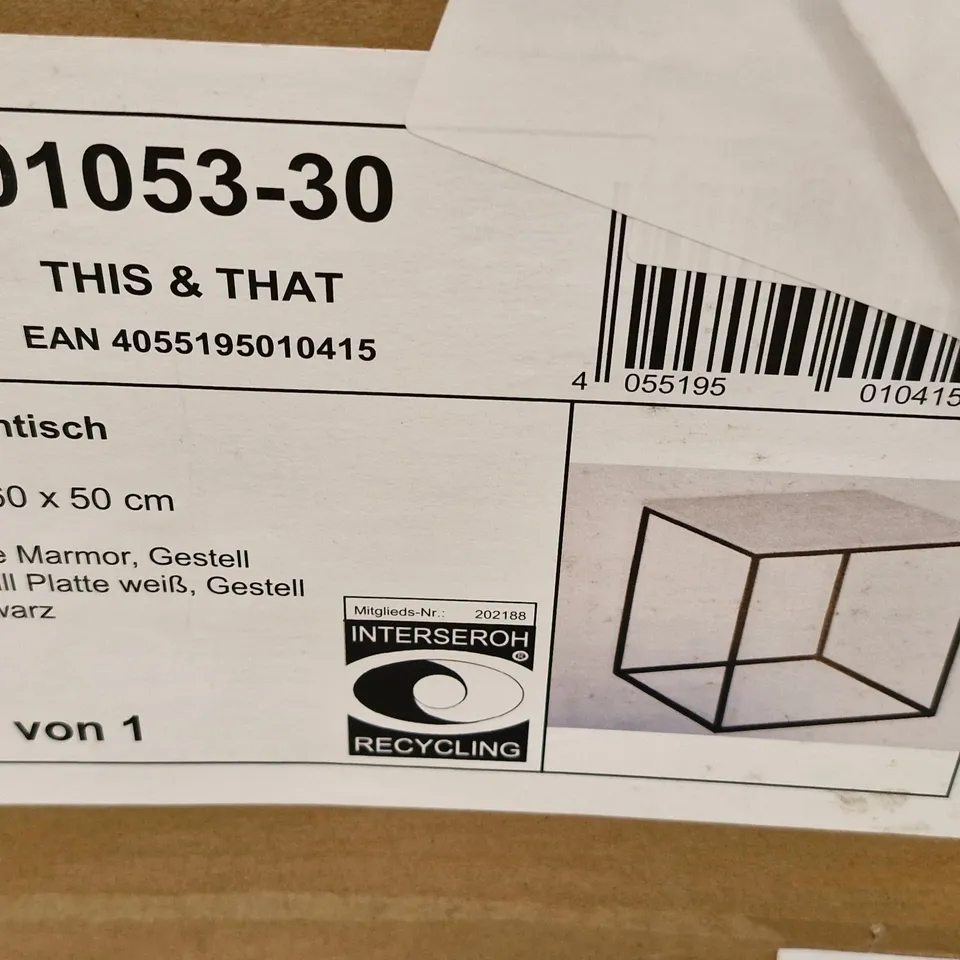 01053-30
THIS & THAT
EAN 4055195010415
4 055195 010415
ntisch
60 x 50 cm
e Marmor, Gestell
ll Platte weiß, Gestell
warz
von 1
Mitglieds-Nr.: 202188
INTERSEROH
®
RECYCLING